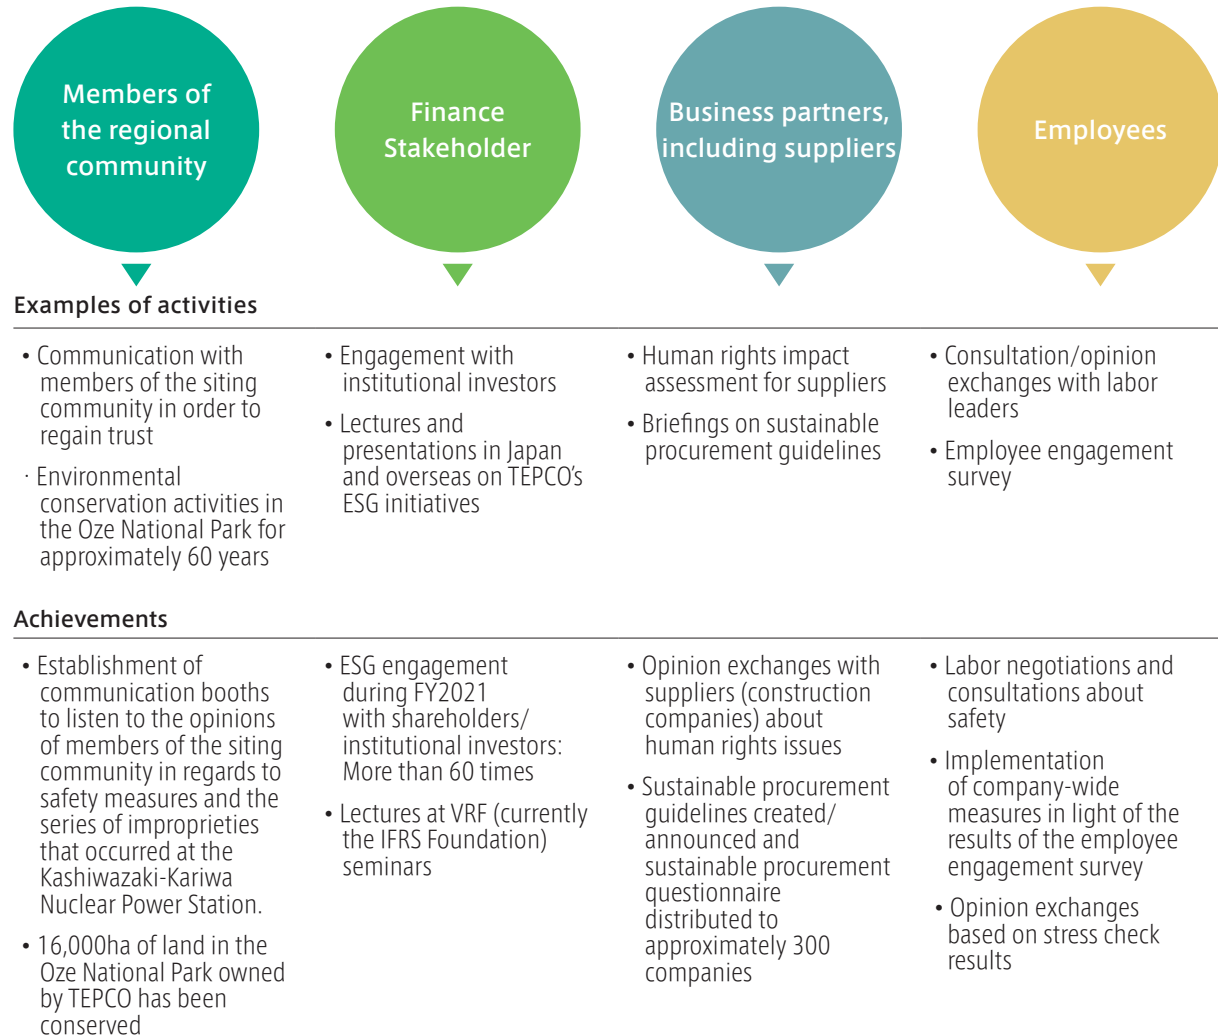 Members of
the regional
community
Finance
Stakeholder
Business partners,
including suppliers
Employees
Examples of activities
• Communication with
members of the siting
community in order to
regain trust
· Environmental
conservation activities in
the Oze National Park for
approximately 60 years
• Engagement with
institutional investors
• Lectures and
presentations in Japan
and overseas on TEPCO's
ESG initiatives
• Human rights impact
assessment for suppliers
• Briefings on sustainable
procurement guidelines
• Consultation/opinion
exchanges with labor
leaders
• Employee engagement
survey
Achievements
• Establishment of
communication booths
to listen to the opinions
of members of the siting
community in regards to
safety measures and the
series of improprieties
that occurred at the
Kashiwazaki-Kariwa
Nuclear Power Station.
• 16,000ha of land in the
Oze National Park owned
by TEPCO has been
conserved
• ESG engagement
during FY2021
with shareholders/
institutional investors:
More than 60 times
• Lectures at VRF (currently
the IFRS Foundation)
seminars
• Opinion exchanges with
suppliers (construction
companies) about
human rights issues
• Sustainable procurement
guidelines created/
announced and
sustainable procurement
questionnaire
distributed to
approximately 300
companies
• Labor negotiations and
consultations about
safety
• Implementation
of company-wide
measures in light of the
results of the employee
engagement survey
• Opinion exchanges
based on stress check
results